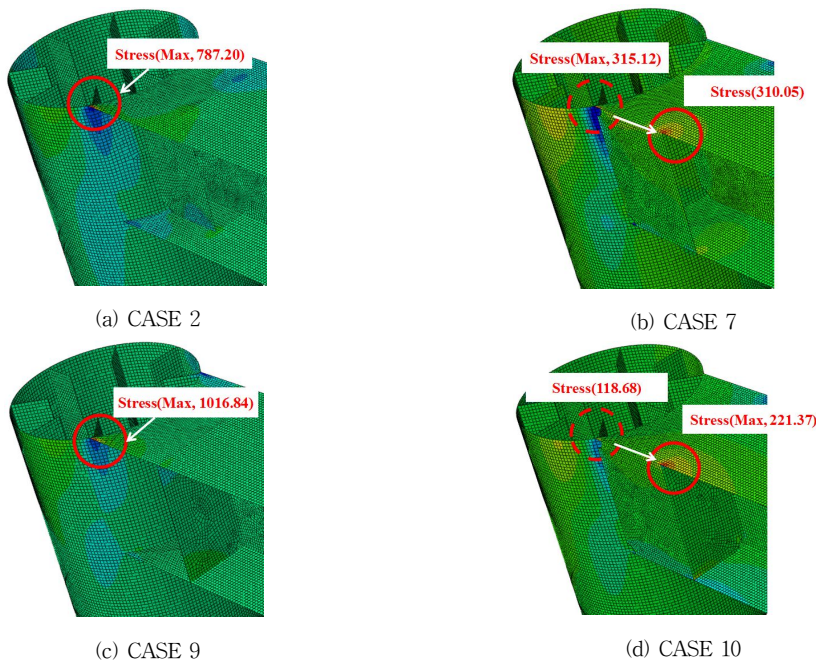 Stress(Max, 787.20)
(a) CASE 2
Stress(Max, 315.12)
Stress(310.05)
(b) CASE 7
Stress(Max, 1016.84)
(c) CASE 9
Stress(118.68)
Stress(Max, 221.37)
(d) CASE 10